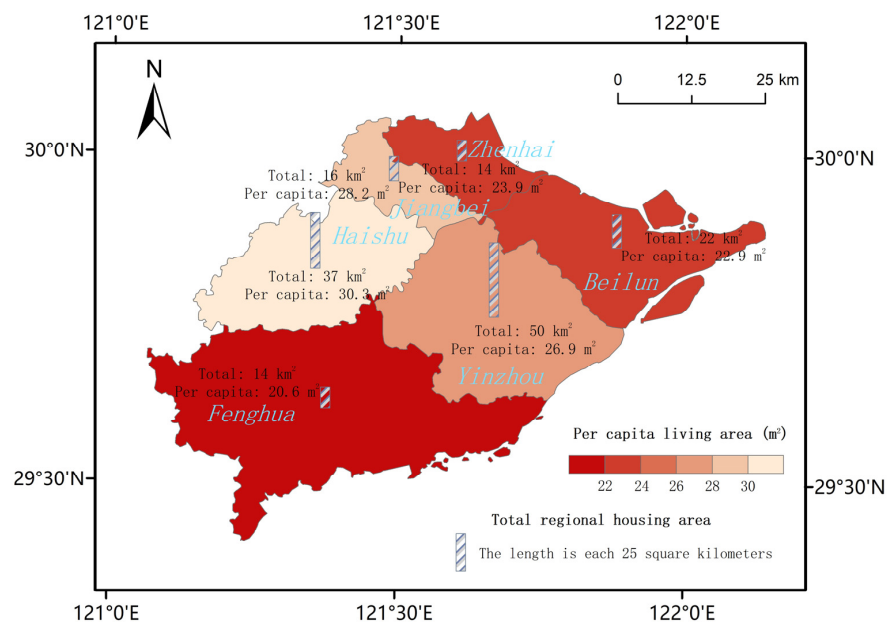 121°0'E 121°30'E 122°0'E
N
0 12.5 25 km
30°0'N
30°0'N
Zhenhai
Total: 16 km²
Per capita: 28.2 m²
Total: 14 km²
Per capita: 23.9 m²
Jiangbei
Haishu
Total: 22 km²
Per capita: 22.9 m²
Total: 37 km²
Per capita: 30.3 m²
Beilun
Total: 50 km²
Per capita: 26.9 m²
Yinzhou
Total: 14 km²
Per capita: 20.6 m²
Fenghua
Per capita living area (m²)
22 24 26 28 30
29°30'N
29°30'N
Total regional housing area
The length is each 25 square kilometers
121°0'E 121°30'E 122°0'E